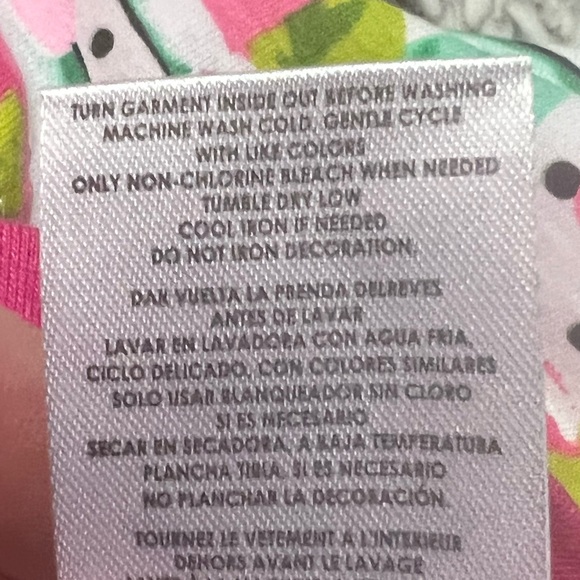 TURN GARMENT INSIDE OUT BEFORE WASHING
MACHINE WASH COLD, GENTLE CYCLE
WITH LIKE COLORS
ONLY NON-CHLORINE BLEACH WHEN NEEDED
TUMBLE DRY LOW
COOL IRON IF NEEDED
DO NOT IRON DECORATION.
DAR VUELTA LA PRENDA DELREVES
ANTES DE LAVAR
LAVAR EN LAVADORA CON AGUA FRIA,
CICLO DELICADO, CON COLORES SIMILARES
SOLO USAR BLANQUEADOR SIN CLORO
SI ES NECESARIO
SECAR EN SECADORA, A BAJA TEMPERATURA
PLANCHA TIBIA, SI ES NECESARIO
NO PLANCHAR LA DECORACIÓN.
TOURNEZ LE VETEMENT A L'INTERIEUR
DEHORS AVANT LE LAVAGE